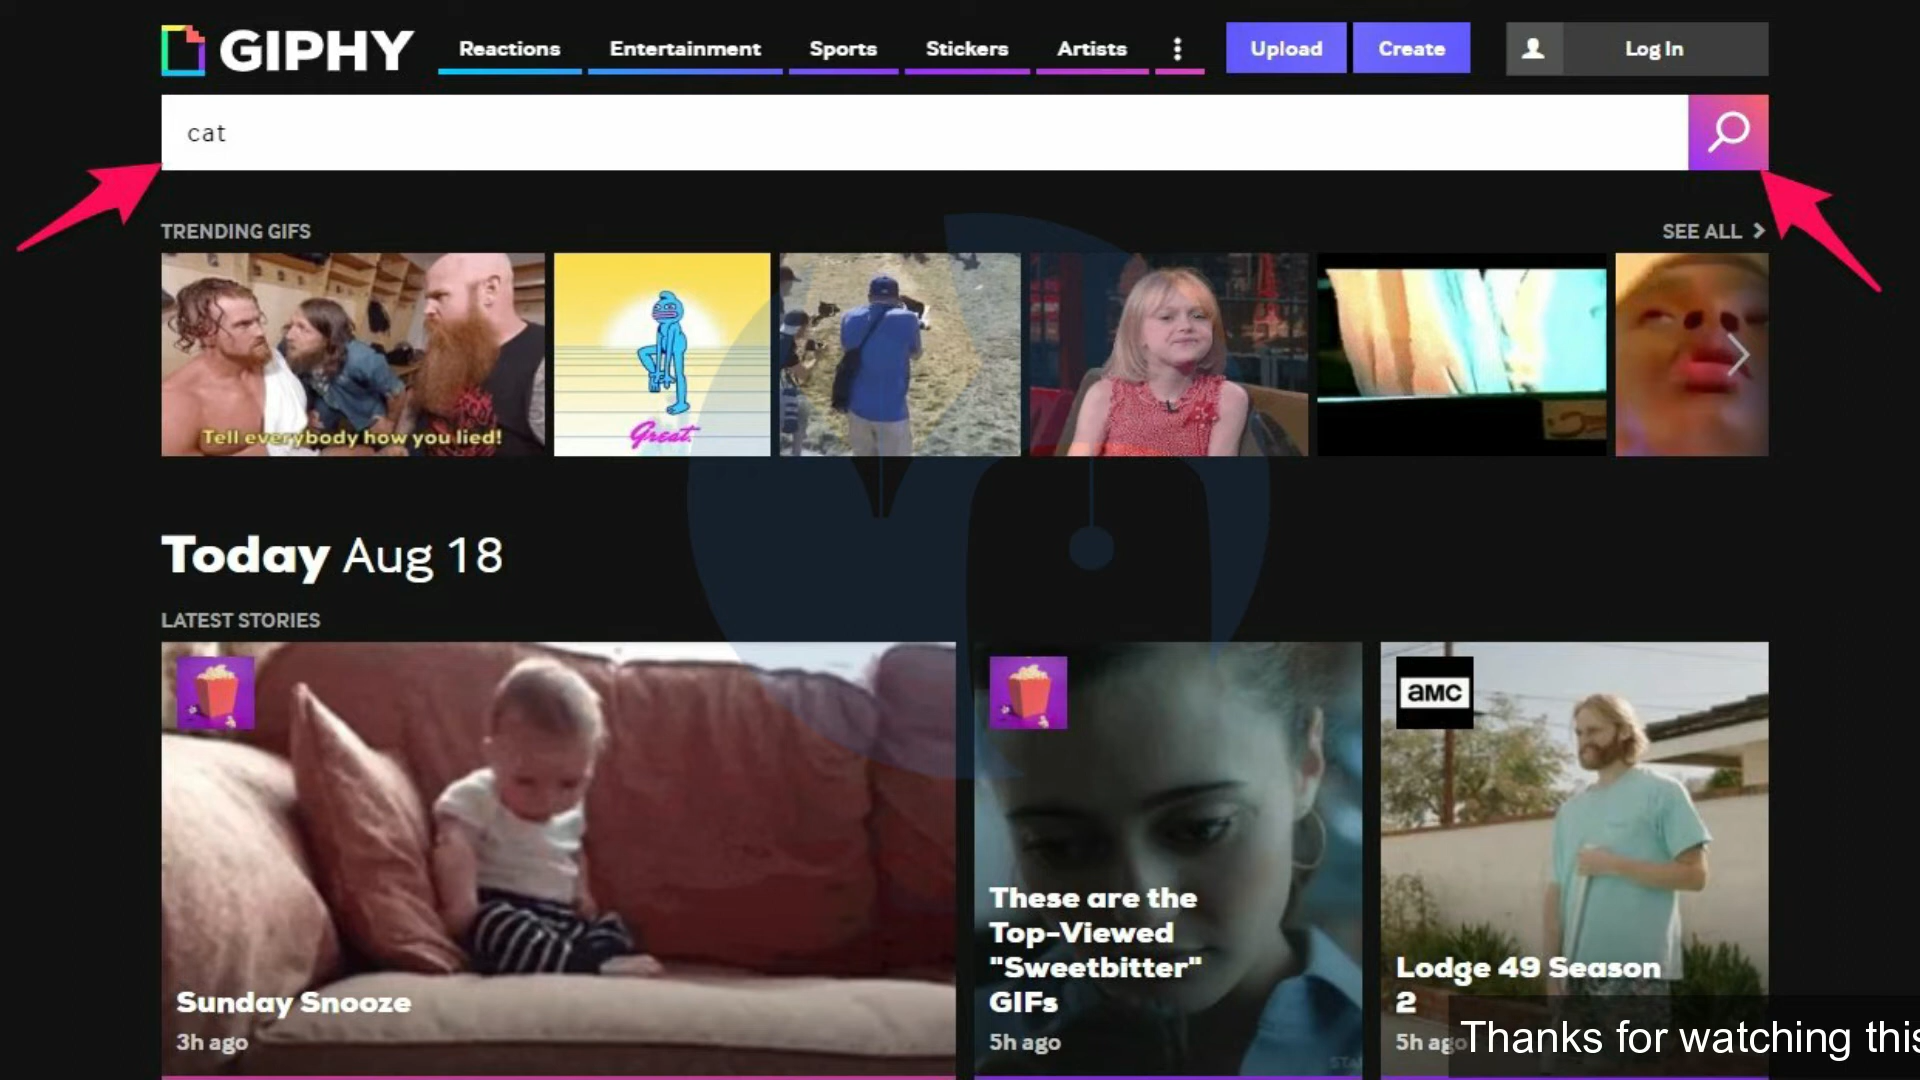 GIPHY
Reactions Entertainment Sports Stickers Artists Upload Create Log In
cat
TRENDING GIFS SEE ALL
Tell everybody how you lied!
Great.
Today Aug 18
LATEST STORIES
aMC
Sunday Snooze
3h ago
These are the
Top-Viewed
"Sweetbitter"
GIFs
5h ago
Lodge 49 Season
2
5h ago
Thanks for watching this